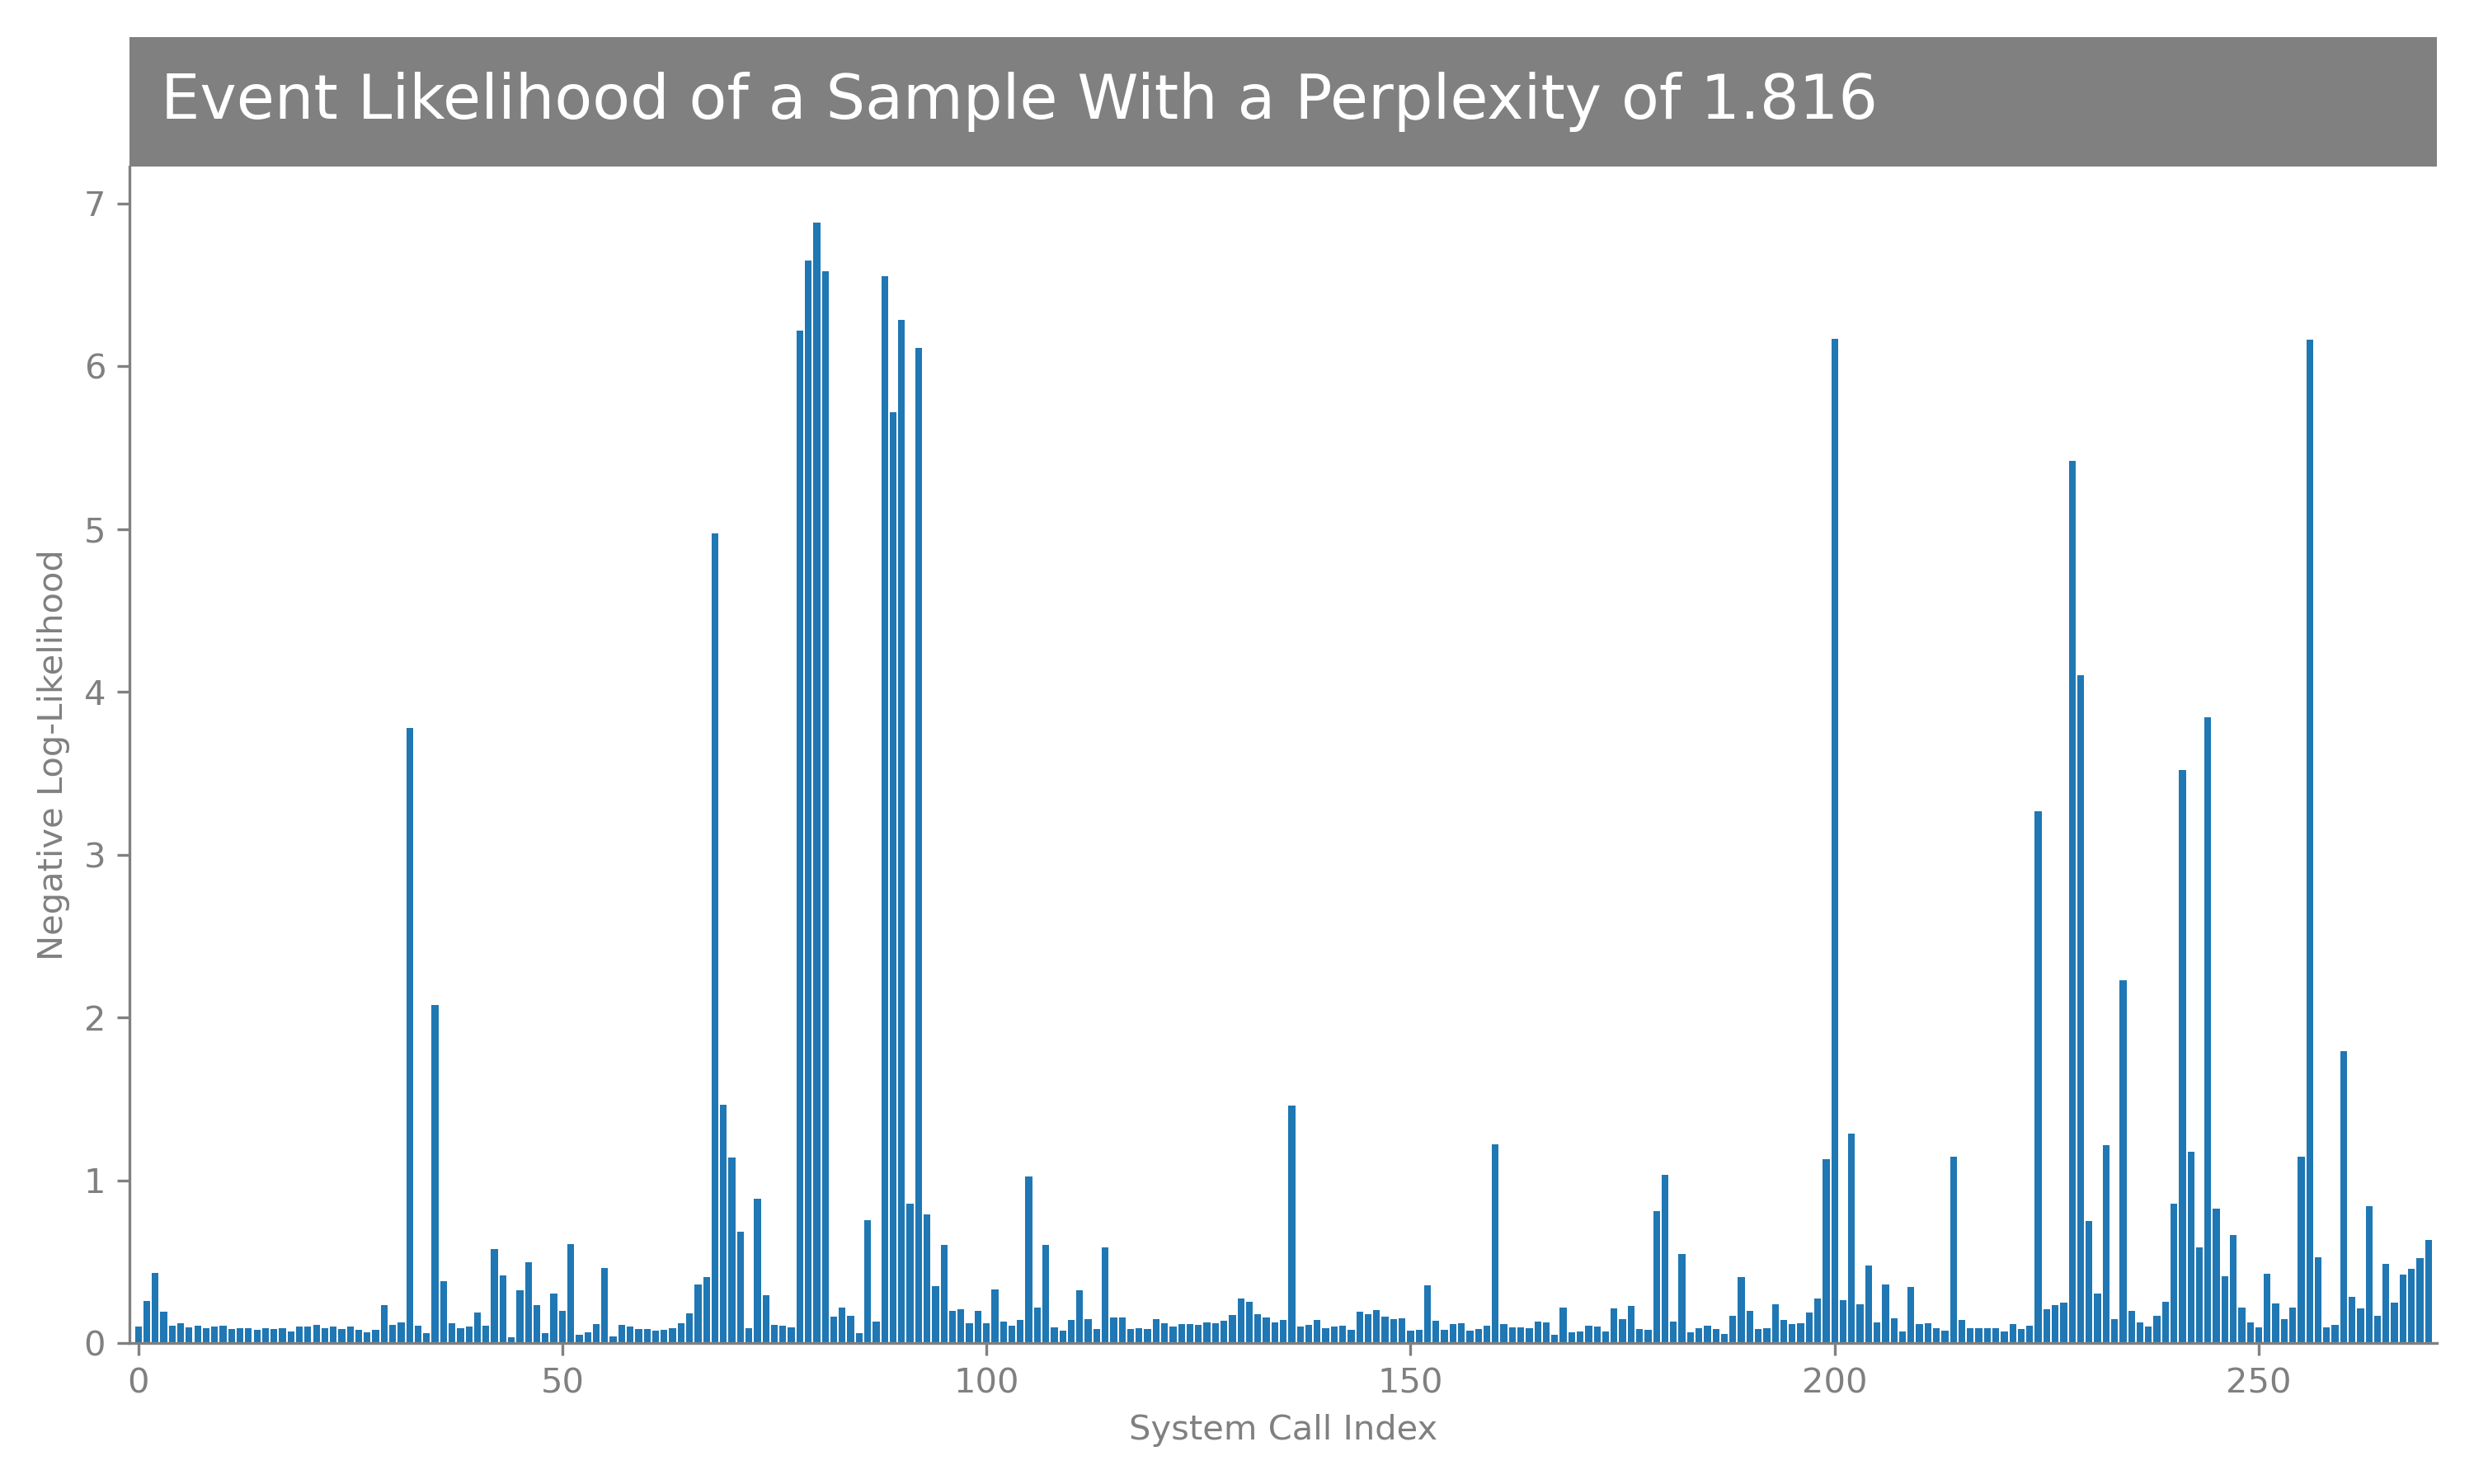 Event Likelihood of a Sample With a Perplexity of 1.816
7
6
5
4
3
2
1
0
Negative Log-Likelihood
0 50 100 150 200 250
System Call Index